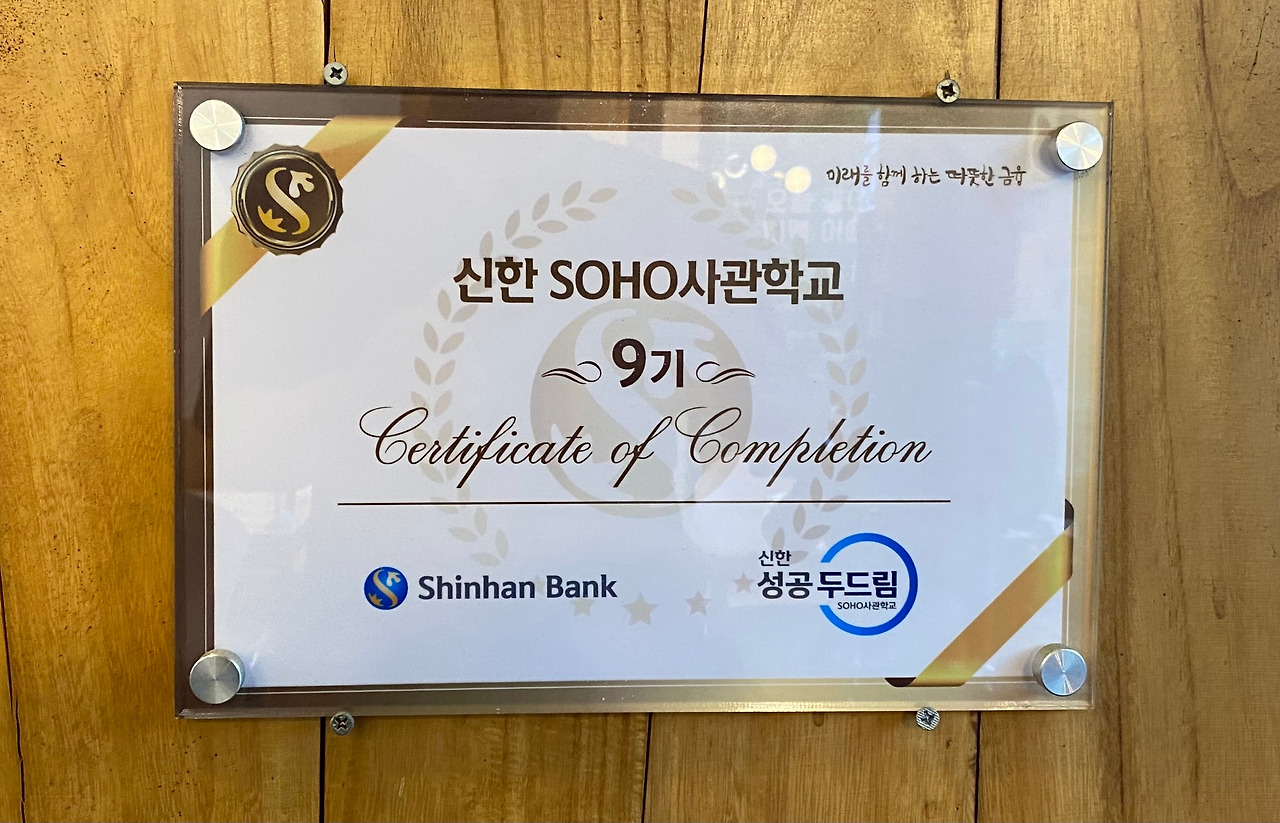 미래를 함께 하는 따뜻한 금융
신한 SOHO사관학교
9기
Certificate of Completion
Shinhan Bank
신한
성공 두드림
SOHO사관학교